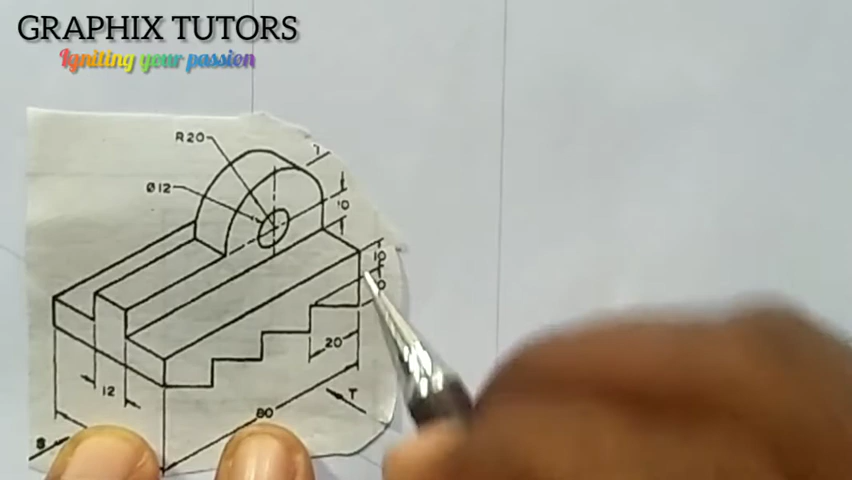 GRAPHIX TUTORS
Igniting your passion
R20
Ø12
10
10
20
12
80
T
S